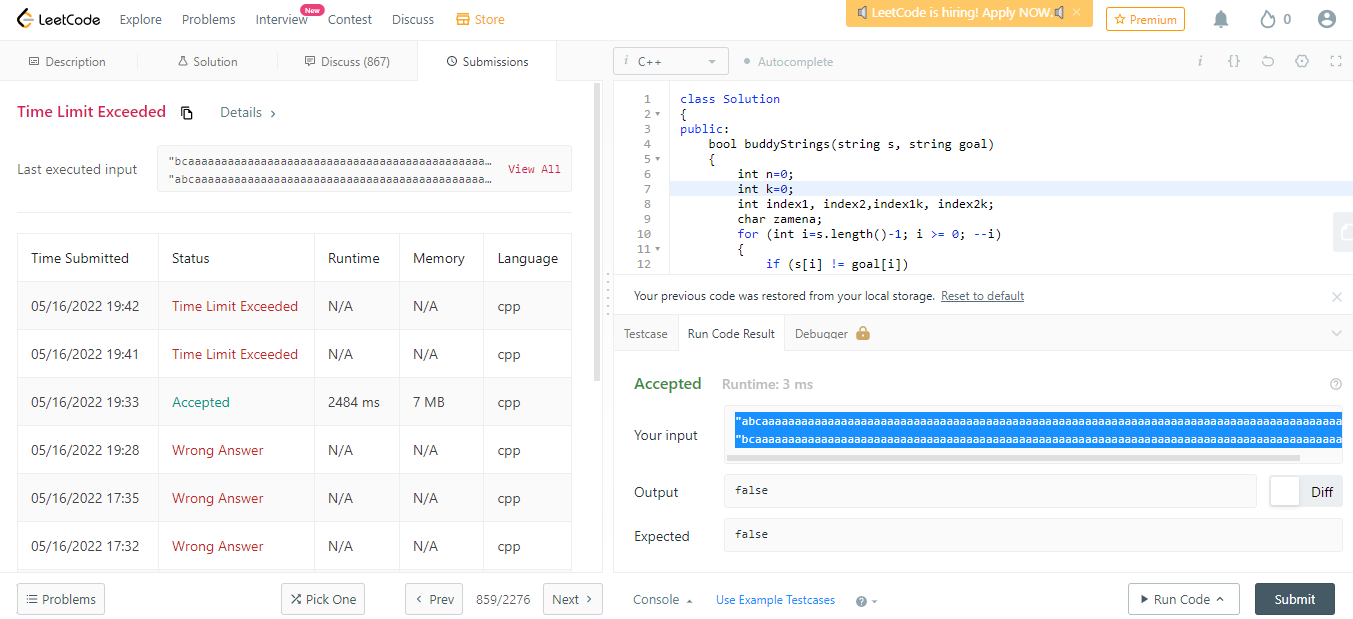 LeetCode Explore Problems Interview New Contest Discuss Store LeetCode is hiring! Apply NOW. × Premium 0
Description Solution Discuss (867) Submissions
i C++ Autocomplete i {}
Time Limit Exceeded Details >
Last executed input
View All
1 class Solution
2 {
3 public:
4 bool buddyStrings(string s, string goal)
5 {
6 int n=0;
7 int k=0;
8 int index1, index2,index1k, index2k;
9 char zamena;
10 for (int i=s.length()-1; i >= 0; --i)
11 {
12 if (s[i] != goal[i])
Your previous code was restored from your local storage. Reset to default
Time Submitted Status Runtime Memory Language
05/16/2022 19:42 Time Limit Exceeded N/A N/A cpp
05/16/2022 19:41 Time Limit Exceeded N/A N/A cpp
05/16/2022 19:33 Accepted 2484 ms 7 MB cpp
05/16/2022 19:28 Wrong Answer N/A N/A cpp
05/16/2022 17:35 Wrong Answer N/A N/A cpp
05/16/2022 17:32 Wrong Answer N/A N/A cpp
Testcase Run Code Result Debugger
Accepted Runtime: 3 ms
Your input
Output false Diff
Expected false
Problems Pick One < Prev 859/2276 Next > Console Use Example Testcases ? Run Code Submit